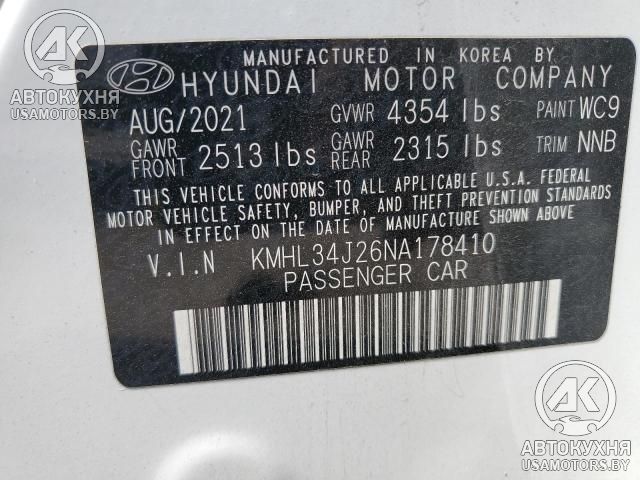 MANUFACTURED IN KOREA BY
HYUNDAI MOTOR COMPANY
AUG/2021 GVWR 4354 lbs PAINT WC9
GAWR FRONT 2513 lbs GAWR REAR 2315 lbs TRIM NNB
THIS VEHICLE CONFORMS TO ALL APPLICABLE U.S.A. FEDERAL
MOTOR VEHICLE SAFETY, BUMPER, AND THEFT PREVENTION STANDARDS
IN EFFECT ON THE DATE OF MANUFACTURE SHOWN ABOVE
V.I.N KMHL34J26NA178410
PASSENGER CAR
АК
АВТОКУХНЯ
USAMOTORS.BY
АК
АВТОКУХНЯ
USAMOTORS.BY